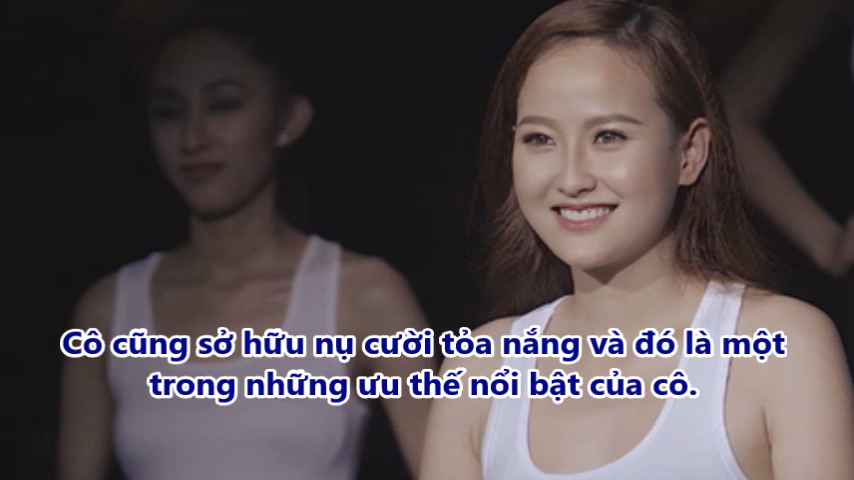 Cô cũng sở hữu nụ cười tỏa nắng và đó là một
trong những ưu thế nổi bật của cô.